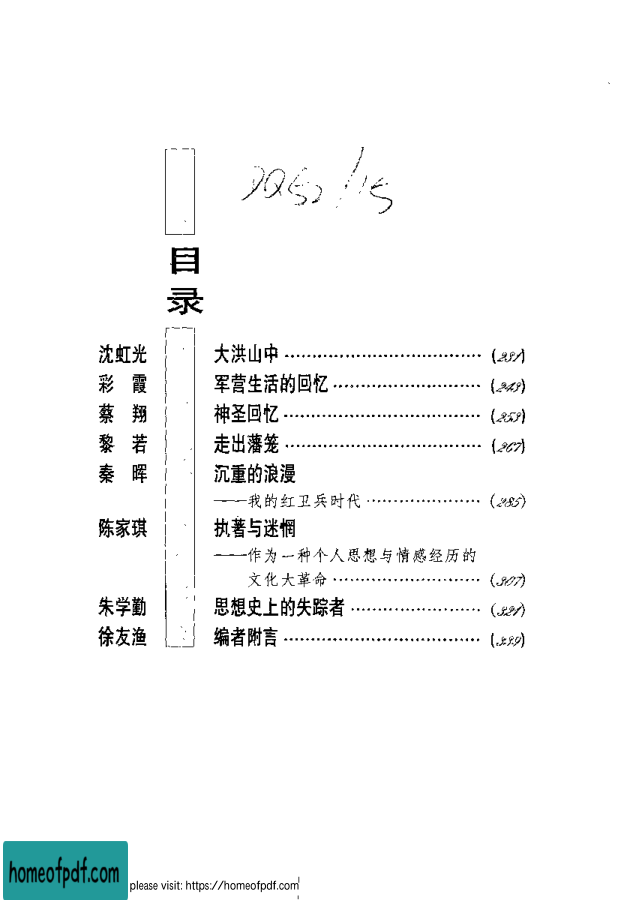 目
录
沈虹光 大洪山中 (231)
彩霞 军营生活的回忆 (243)
蔡翔 神圣回忆 (253)
黎若 走出藩笼 (267)
秦晖 沉重的浪漫
——我的红卫兵时代 (285)
陈家琪 执著与迷惘
——作为一种个人思想与情感经历的
文化大革命 (307)
朱学勤 思想史上的失踪者
徐友渔 编者附言
homeofpdf.com
please visit: https://homeofpdf.com